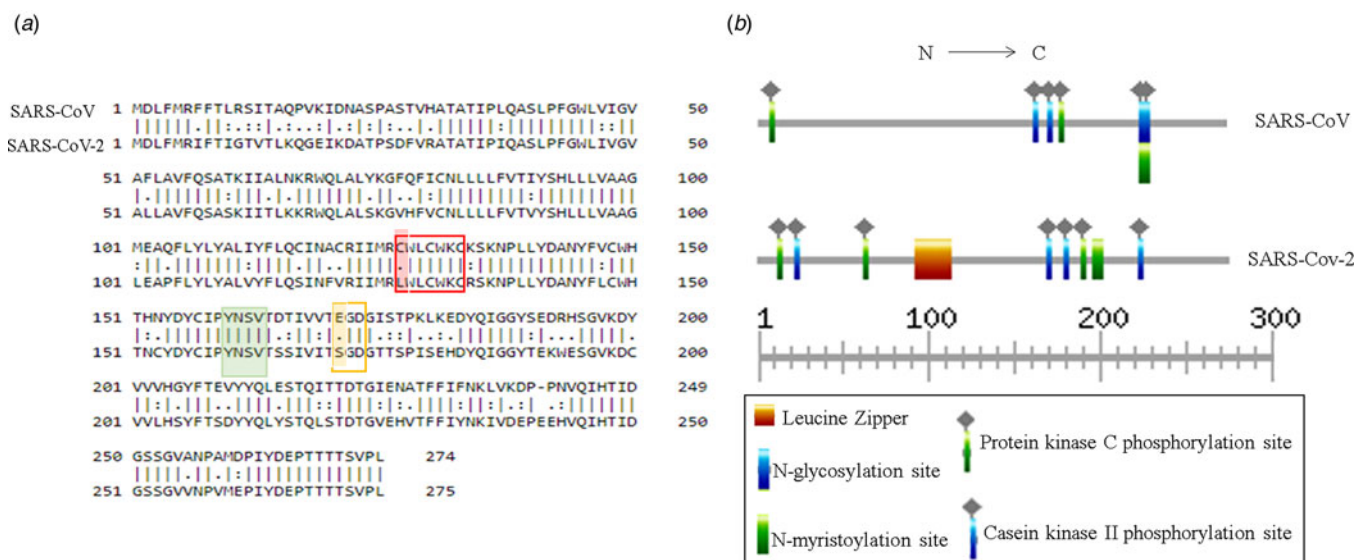 (a)
SARS-CoV 1 MDLFMRFFTLRSITAQPVKIDNASPASTVHATATIPLQASLPFGWLVIGV 50
SARS-CoV-2 1 MDLFMRIFTIGTVTLKQGEIKDATPSDFVRATATIPIQASLPFGWLIVGV 50
51 AFLAVFQSATKIIALNKRWQLALYKGFQFICNLLLLFVTIYSHLLLVAAG 100
51 ALLAVFQSASKIITLKKRWQLALSKGVHFVCNLLLLFVTVYSHLLLVAAG 100
101 MEAQFLYLYALIYFLQCINACRIIMRCWLCWKCKSKNPLLYDANYFVCWH 150
101 LEAPFLYLYALVYFLQSINFVRIIMRLWLCWKCRSKNPLLYDANYFLCWH 150
151 THNYDYCIPYNSVTDTIVVTEGDGISTPKLKEDYQIGGYSEDRHSGVKDY 200
151 TNCYDYCIPYNSVTSSIVITSGDGTTSPISEHDYQIGGYTEKWESGVKDC 200
201 VVVHGYFTEVYYQLESTQITTDTGIENATFFIFNKLVKDP-PNVQIHTID 249
201 VVLHSYFTSDYYQLYSTQLSTDTGVEHVTFFIYNKIVDEPEEHVQIHTID 250
250 GSSGVANPAMDPIYDEPTTTTSVPL 274
251 GSSGVVNPVMEPIYDEPTTTTSVPL 275
(b)
N C
SARS-CoV
SARS-Cov-2
1 100 200 300
Leucine Zipper
N-glycosylation site
N-myristoylation site
Protein kinase C phosphorylation site
Casein kinase II phosphorylation site